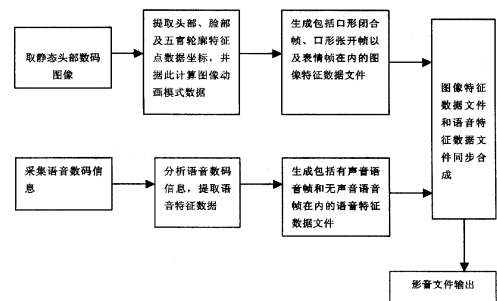 取静态头部数码
图像
提取头部、脸部
及五官轮廓特征
点数据坐标，并
据此计算图像动
画模式数据
生成包括口形闭合
帧、口形张开帧以
及表情帧在内的图
像特征数据文件
图像特征
数据文件
和语音特
征数据文
件同步合
成
采集语音数码信
息
分析语音数码
信息，提取语
音特征数据
生成包括有声音语
音帧和无声音语音
帧在内的语音特征
数据文件
形音文件输出